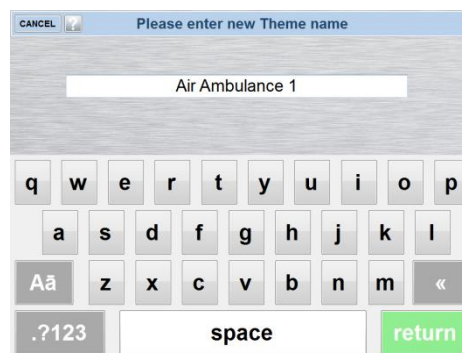 CANCEL ? Please enter new Theme name
Air Ambulance 1
q w e r t y u i o p
a s d f g h j k l
Aā z x c v b n m «
.?123 space return